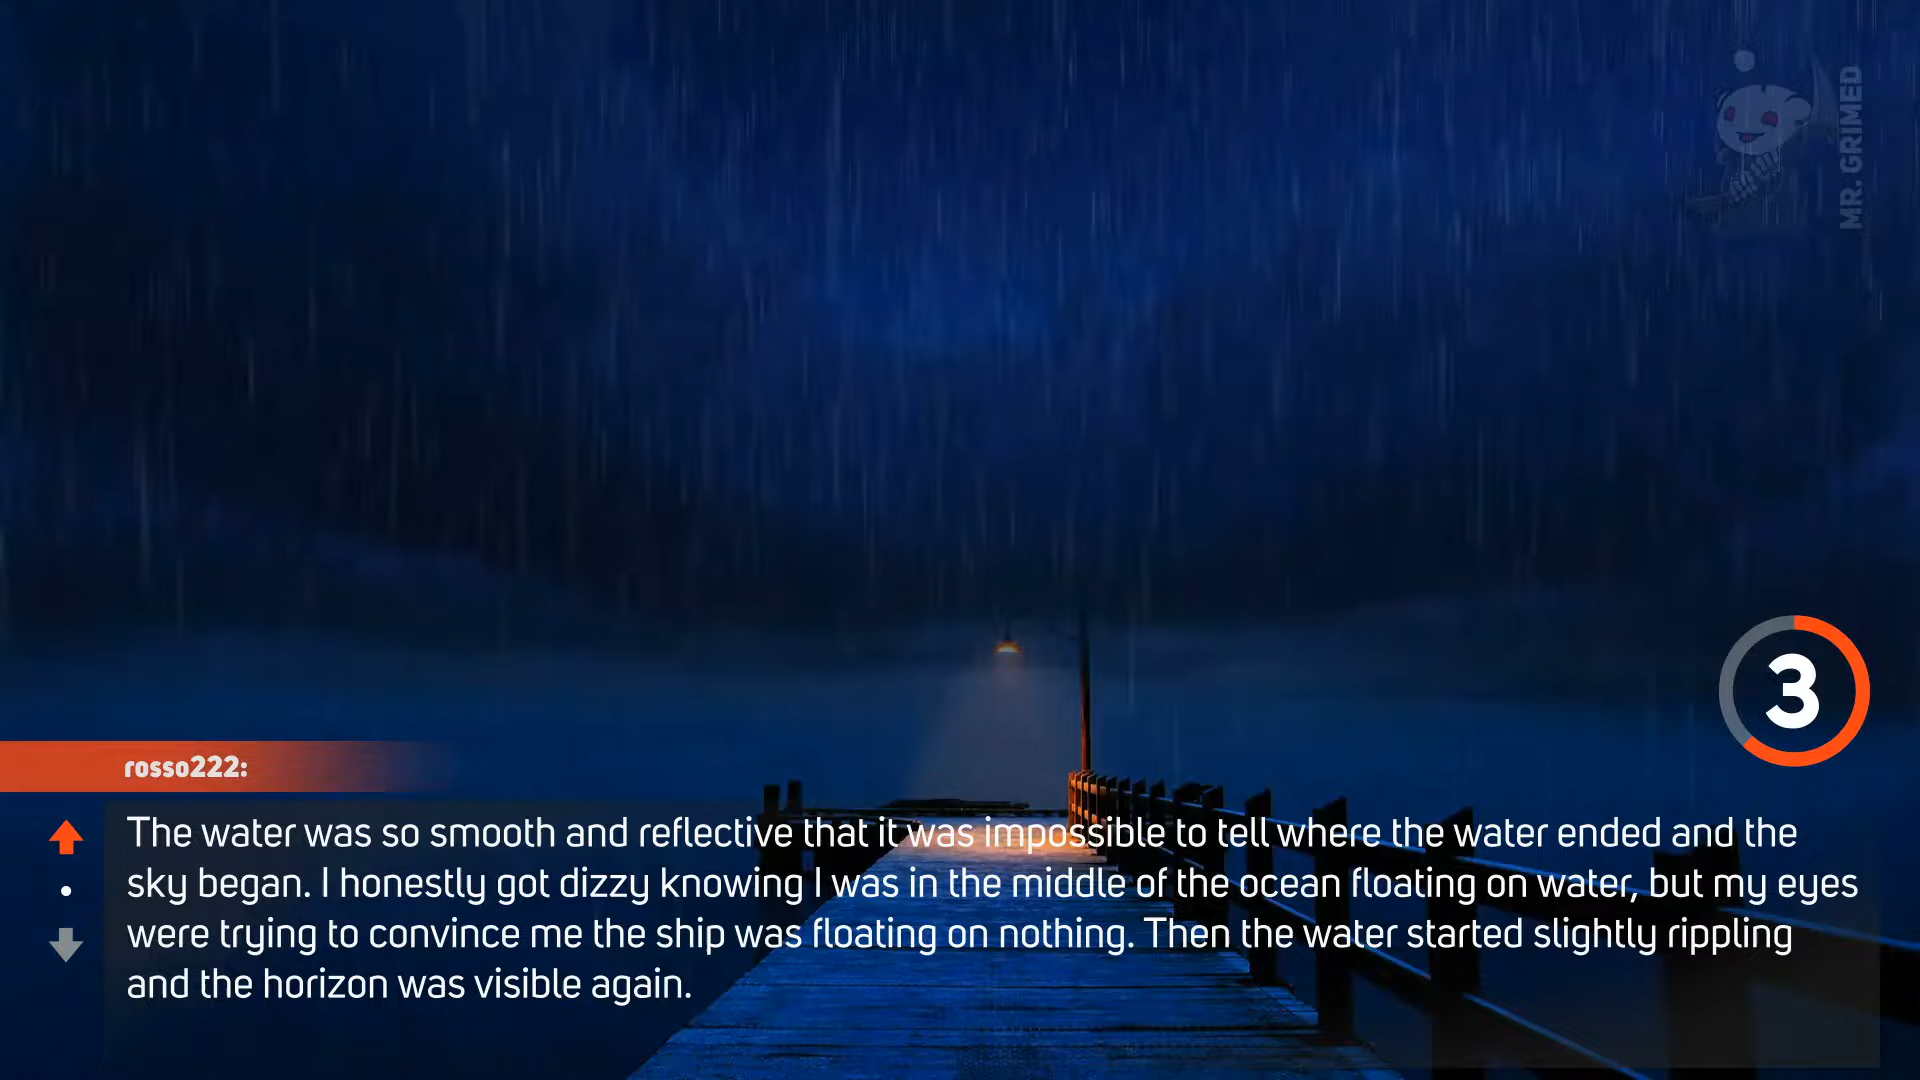 MR. GRIMED
3
rosso222:
The water was so smooth and reflective that it was impossible to tell where the water ended and the
sky began. I honestly got dizzy knowing I was in the middle of the ocean floating on water, but my eyes
were trying to convince me the ship was floating on nothing. Then the water started slightly rippling
and the horizon was visible again.